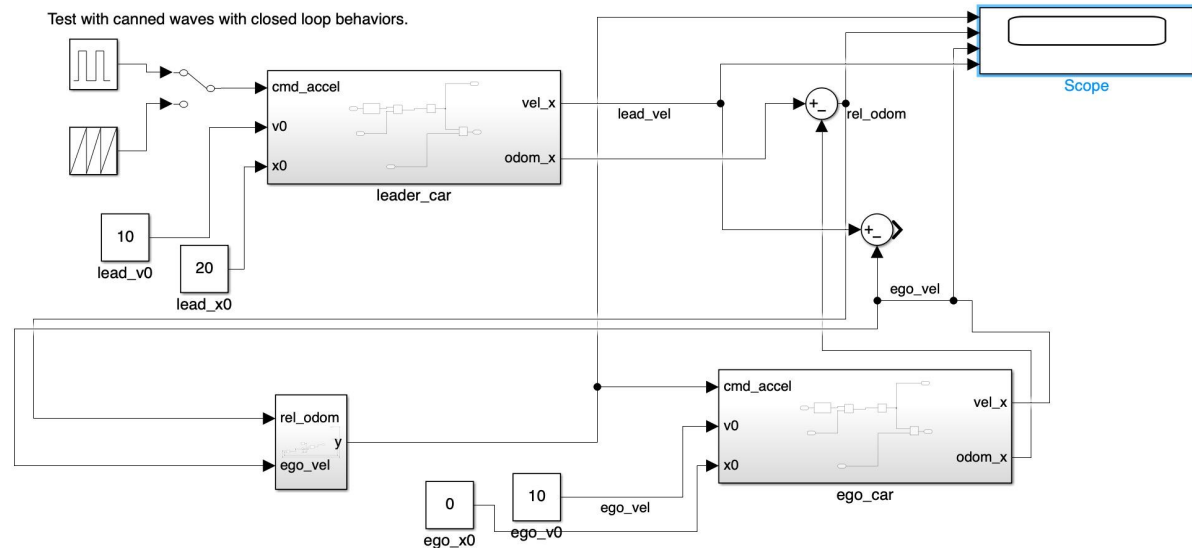 Test with canned waves with closed loop behaviors.
Scope
cmd_accel
v0
x0
vel_x
odom_x
leader_car
lead_vel
+
_
rel_odom
10
lead_v0
20
lead_x0
+
_
ego_vel
rel_odom
ego_vel
y
cmd_accel
v0
x0
vel_x
odom_x
ego_car
0
ego_x0
10
ego_v0
ego_vel